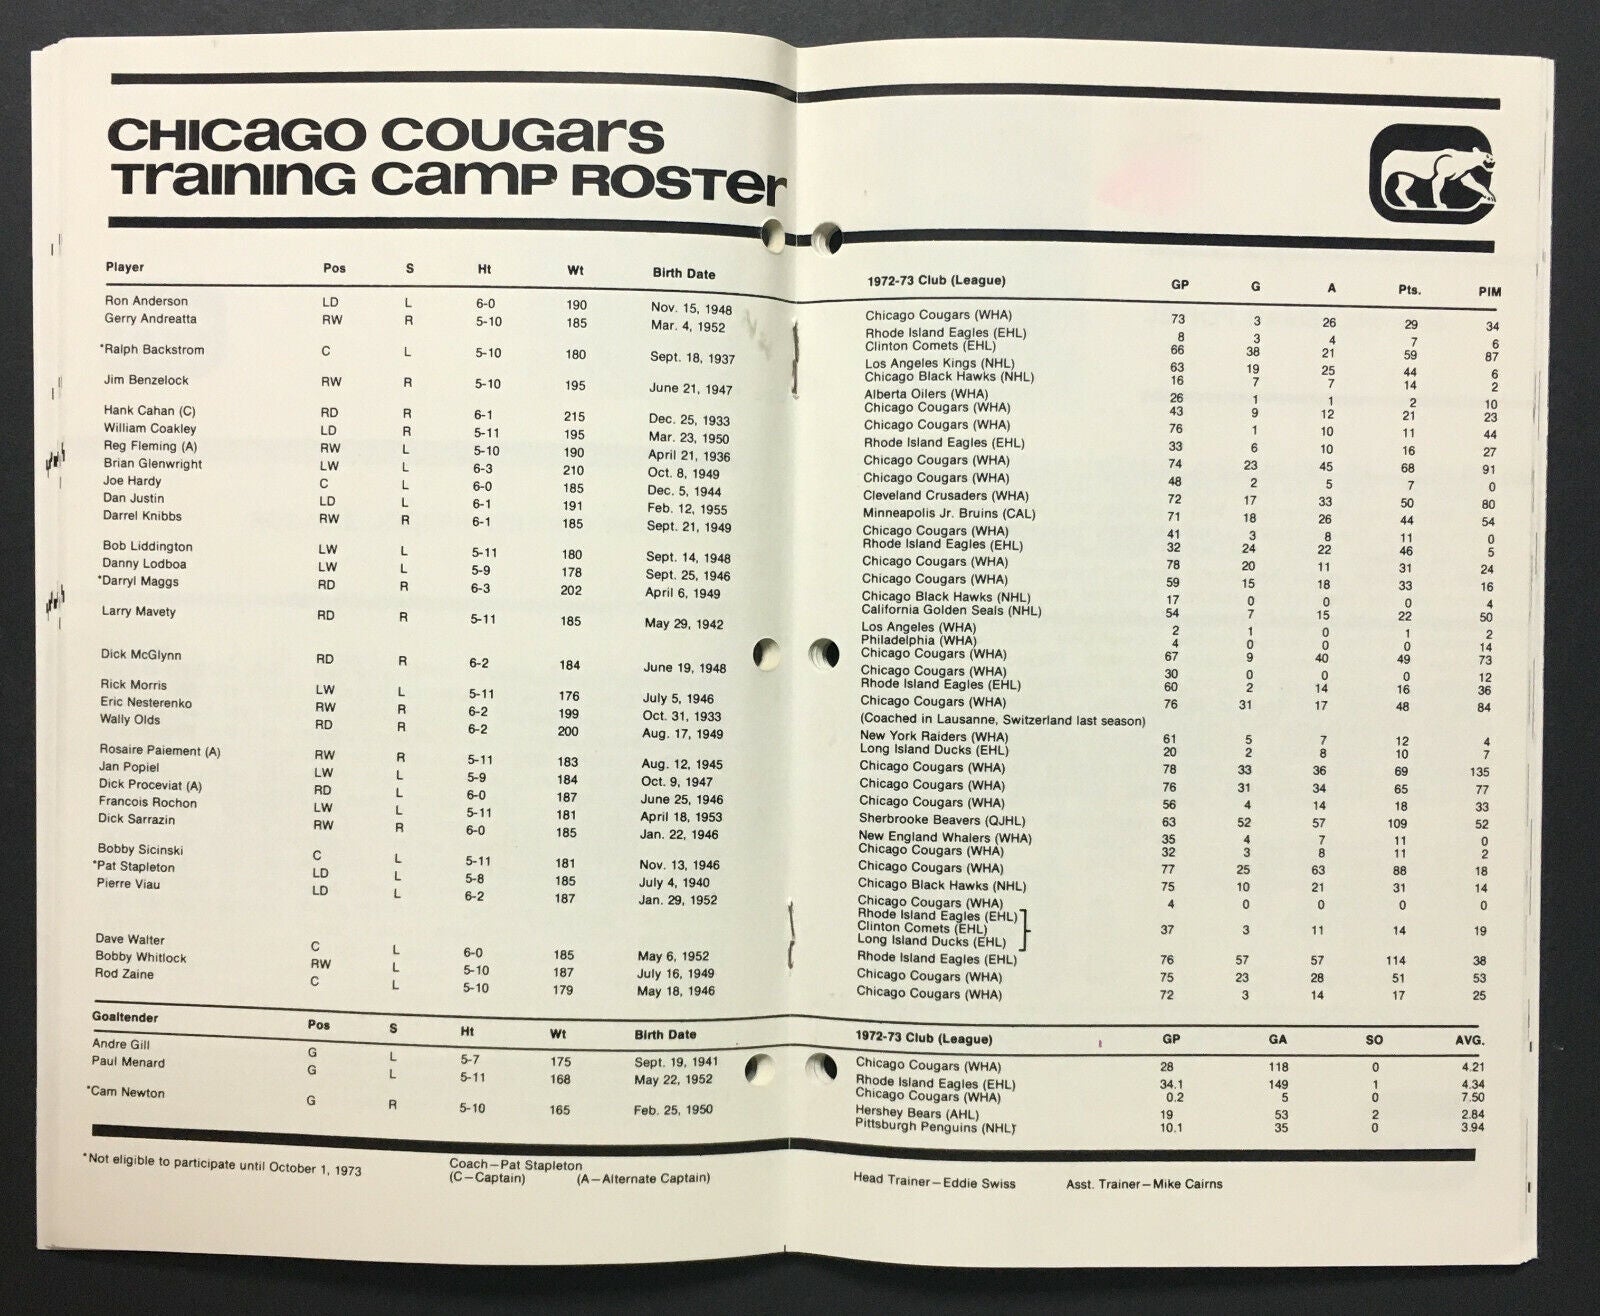 CHICAGO COUGARS
TRAINING CAMP ROSTER
Player Pos S Ht Wt Birth Date 1972-73 Club (League) GP G A Pts. PIM
Ron Anderson LD L 6-0 190 Nov. 15, 1948 Chicago Cougars (WHA) 73 3 26 29 34
Gerry Andreatta RW R 5-10 185 Mar. 4, 1952 Rhode Island Eagles (EHL) 8 3 4 7 6
Clinton Comets (EHL) 66 38 21 59 87
*Ralph Backstrom C L 5-10 180 Sept. 18, 1937 Los Angeles Kings (NHL) 63 19 25 44 6
Chicago Black Hawks (NHL) 16 7 7 14 2
Jim Benzelock RW R 5-10 195 June 21, 1947 Alberta Oilers (WHA) 26 1 1 2 10
Chicago Cougars (WHA) 43 9 12 21 23
Hank Cahan (C) RD R 6-1 215 Dec. 25, 1933 Chicago Cougars (WHA) 76 1 10 11 44
William Coakley LD R 5-11 195 Mar. 23, 1950 Rhode Island Eagles (EHL) 33 6 10 16 27
Reg Fleming (A) RW L 5-10 190 April 21, 1936 Chicago Cougars (WHA) 74 23 45 68 91
Brian Glenwright LW L 6-3 210 Oct. 8, 1949 Chicago Cougars (WHA) 48 2 5 7 0
Joe Hardy C L 6-0 185 Dec. 5, 1944 Cleveland Crusaders (WHA) 72 17 33 50 80
Dan Justin LD L 6-1 191 Feb. 12, 1955 Minneapolis Jr. Bruins (CAL) 71 18 26 44 54
Darrel Knibbs RW R 6-1 185 Sept. 21, 1949 Chicago Cougars (WHA) 41 3 8 11 0
Rhode Island Eagles (EHL) 32 24 22 46 5
Bob Liddington LW L 5-11 180 Sept. 14, 1948 Chicago Cougars (WHA) 78 20 11 31 24
Danny Lodboa LW L 5-9 178 Sept. 25, 1946 Chicago Cougars (WHA) 59 15 18 33 16
*Darryl Maggs RD R 6-3 202 April 6, 1949 Chicago Black Hawks (NHL) 17 0 0 0 4
California Golden Seals (NHL) 54 7 15 22 50
Larry Mavety RD R 5-11 185 May 29, 1942 Los Angeles (WHA) 2 1 0 1 2
Philadelphia (WHA) 4 0 0 0 14
Chicago Cougars (WHA) 67 9 40 49 73
Dick McGlynn RD R 6-2 184 June 19, 1948 Chicago Cougars (WHA) 30 0 0 0 12
Rhode Island Eagles (EHL) 60 2 14 16 36
Rick Morris LW L 5-11 176 July 5, 1946 Chicago Cougars (WHA) 76 31 17 48 84
Eric Nesterenko RW R 6-2 199 Oct. 31, 1933 (Coached in Lausanne, Switzerland last season)
Wally Olds RD R 6-2 200 Aug. 17, 1949 New York Raiders (WHA) 61 5 7 12 4
Long Island Ducks (EHL) 20 2 8 10 7
Rosaire Paiement (A) RW R 5-11 183 Aug. 12, 1945 Chicago Cougars (WHA) 78 33 36 69 135
Jan Popiel LW L 5-9 184 Oct. 9, 1947 Chicago Cougars (WHA) 76 31 34 65 77
Dick Proceviat (A) RD L 6-0 187 June 25, 1946 Chicago Cougars (WHA) 56 4 14 18 33
Francois Rochon LW L 5-11 181 April 18, 1953 Sherbrooke Beavers (QJHL) 63 52 57 109 52
Dick Sarrazin RW R 6-0 185 Jan. 22, 1946 New England Whalers (WHA) 35 4 7 11 0
Chicago Cougars (WHA) 32 3 8 11 2
Bobby Sicinski C L 5-11 181 Nov. 13, 1946 Chicago Cougars (WHA) 77 25 63 88 18
*Pat Stapleton LD L 5-8 185 July 4, 1940 Chicago Black Hawks (NHL) 75 10 21 31 14
Pierre Viau LD L 6-2 187 Jan. 29, 1952 Chicago Cougars (WHA) 4 0 0 0 0
Rhode Island Eagles (EHL)
Clinton Comets (EHL) 37 3 11 14 19
Long Island Ducks (EHL)
Dave Walter C L 6-0 185 May 6, 1952 Rhode Island Eagles (EHL) 76 57 57 114 38
Bobby Whitlock RW L 5-10 187 July 16, 1949 Chicago Cougars (WHA) 75 23 28 51 53
Rod Zaine C L 5-10 179 May 18, 1946 Chicago Cougars (WHA) 72 3 14 17 25
Goaltender Pos S Ht Wt Birth Date 1972-73 Club (League) GP GA SO AVG.
Andre Gill G L 5-7 175 Sept. 19, 1941 Chicago Cougars (WHA) 28 118 0 4.21
Paul Menard G L 5-11 168 May 22, 1952 Rhode Island Eagles (EHL) 34.1 149 1 4.34
Chicago Cougars (WHA) 0.2 5 0 7.50
*Cam Newton G R 5-10 165 Feb. 25, 1950 Hershey Bears (AHL) 19 53 2 2.84
Pittsburgh Penguins (NHL) 10.1 35 0 3.94
*Not eligible to participate until October 1, 1973 Coach—Pat Stapleton
(C—Captain) (A—Alternate Captain) Head Trainer—Eddie Swiss Asst. Trainer—Mike Cairns